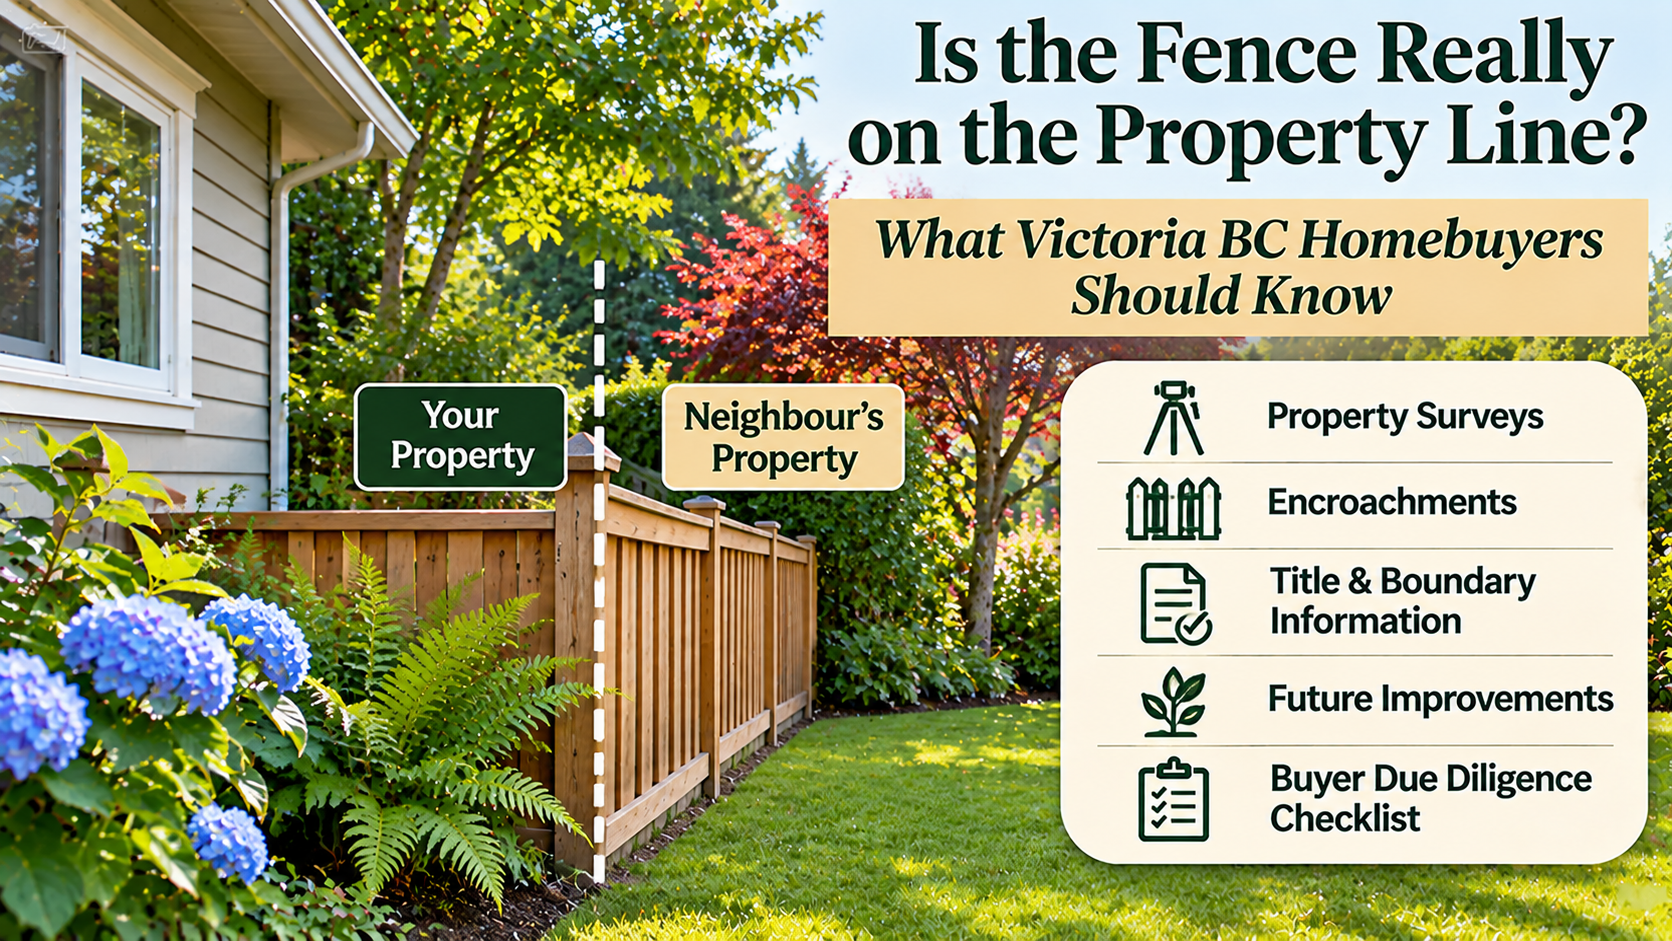 Is the Fence Really
on the Property Line?
What Victoria BC Homebuyers
Should Know
Your
Property
Neighbour's
Property
Property Surveys
Encroachments
Title & Boundary
Information
Future Improvements
Buyer Due Diligence
Checklist